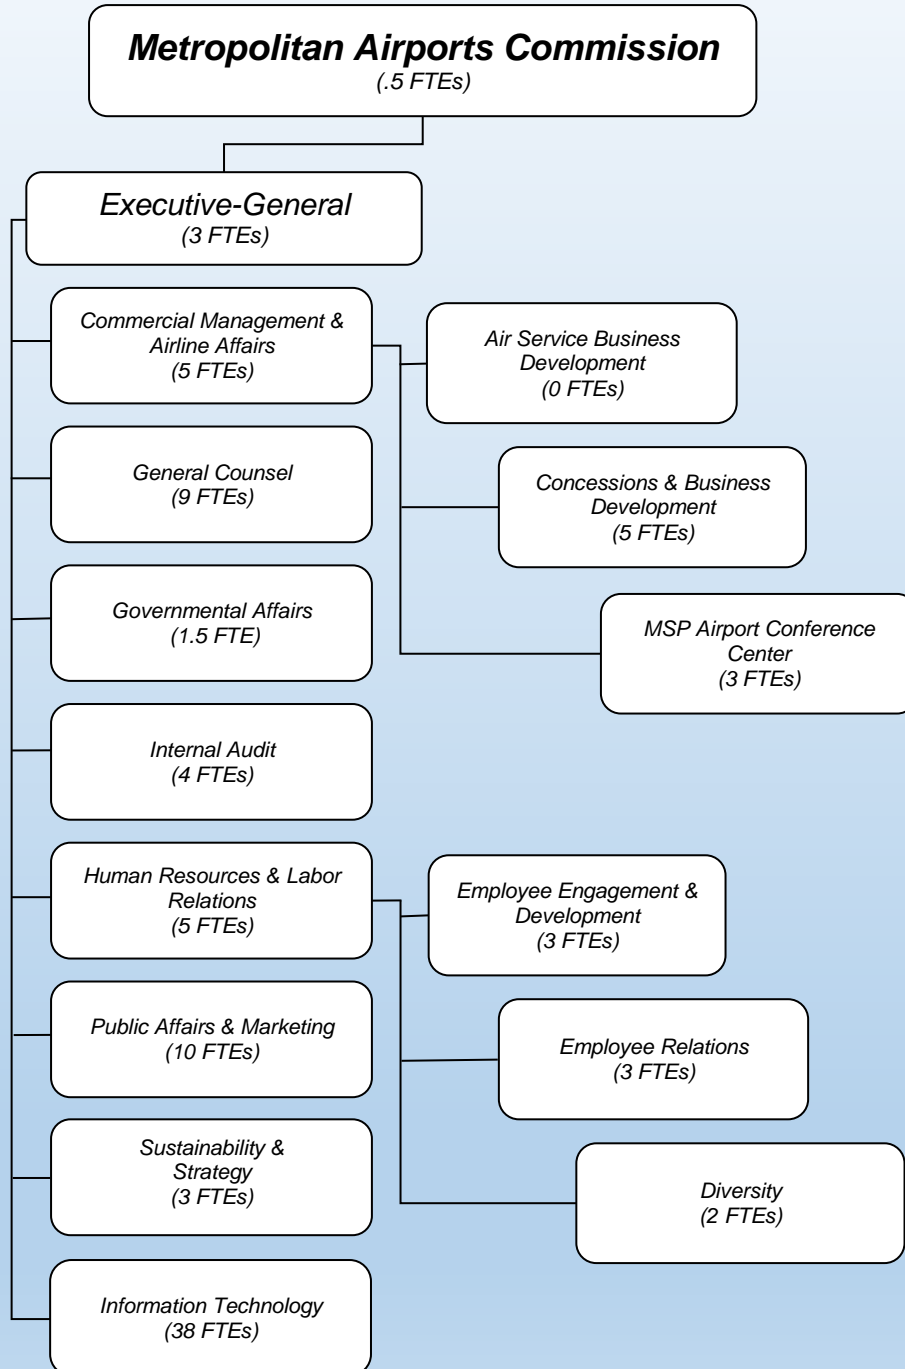 Metropolitan Airports Commission
(.5 FTEs)
Executive-General
(3 FTEs)
Commercial Management &
Airline Affairs
(5 FTEs)
Air Service Business
Development
(0 FTEs)
Concessions & Business
Development
(5 FTEs)
MSP Airport Conference
Center
(3 FTEs)
General Counsel
(9 FTEs)
Governmental Affairs
(1.5 FTE)
Internal Audit
(4 FTEs)
Human Resources & Labor
Relations
(5 FTEs)
Employee Engagement &
Development
(3 FTEs)
Employee Relations
(3 FTEs)
Diversity
(2 FTEs)
Public Affairs & Marketing
(10 FTEs)
Sustainability &
Strategy
(3 FTEs)
Information Technology
(38 FTEs)